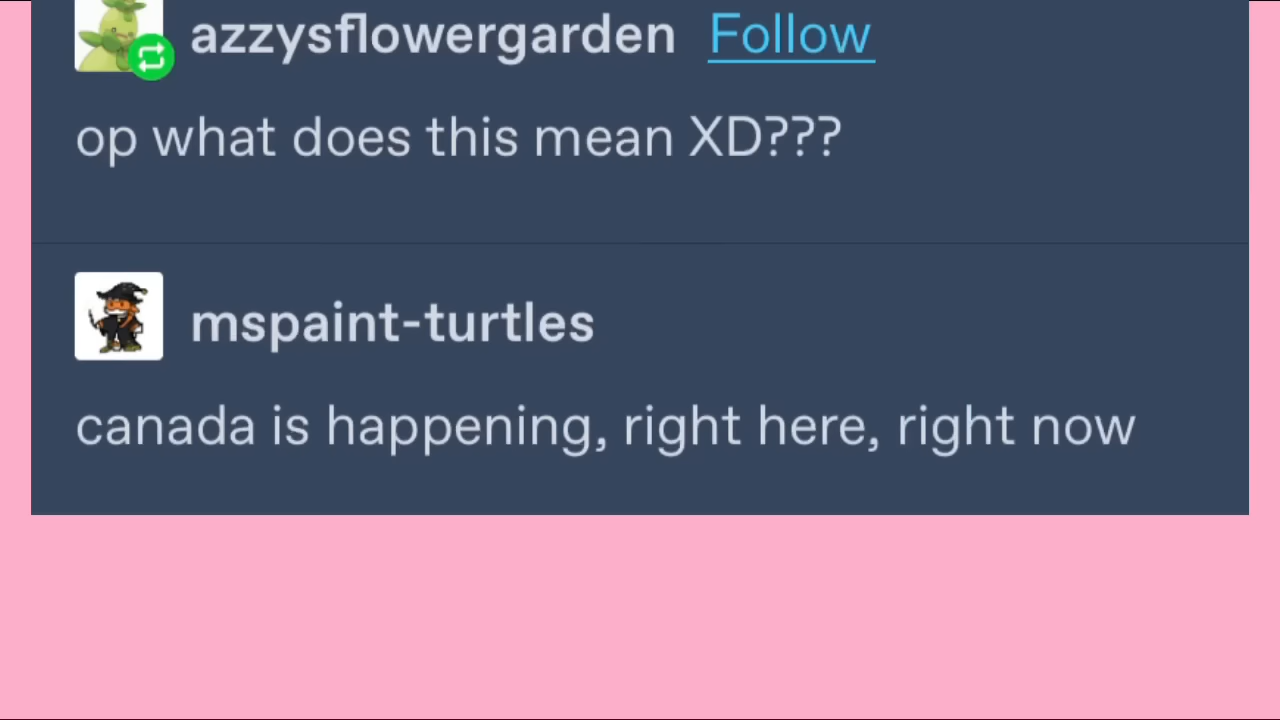 azzysflowergarden Follow
op what does this mean XD???
mspaint-turtles
canada is happening, right here, right now